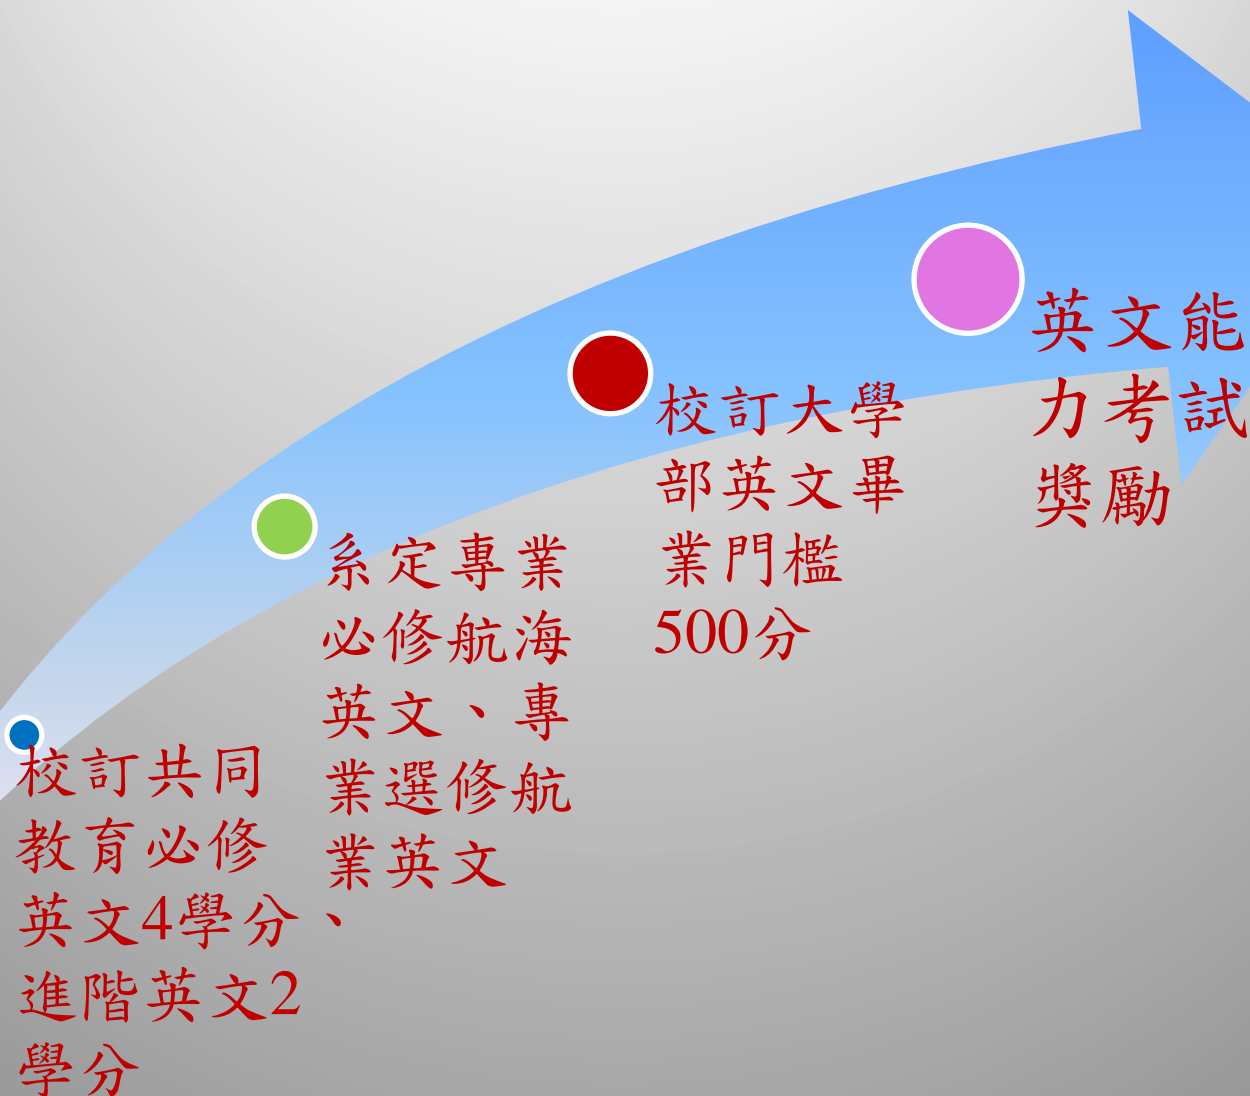 校訂共同
教育必修
英文4學分、
進階英文2
學分
系定專業
必修航海
英文、專
業選修航
業英文
校訂大學
部英文畢
業門檻
500分
英文能
力考試
獎勵